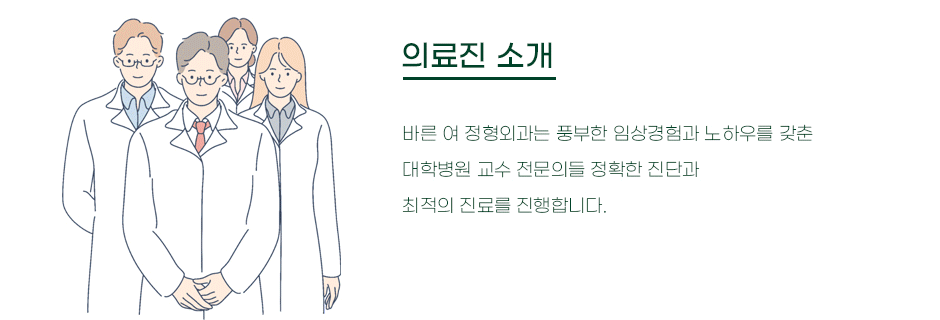 의료진 소개
바른 여 정형외과는 풍부한 임상경험과 노하우를 갖춘
대학병원 교수 전문의들 정확한 진단과
최적의 진료를 진행합니다.